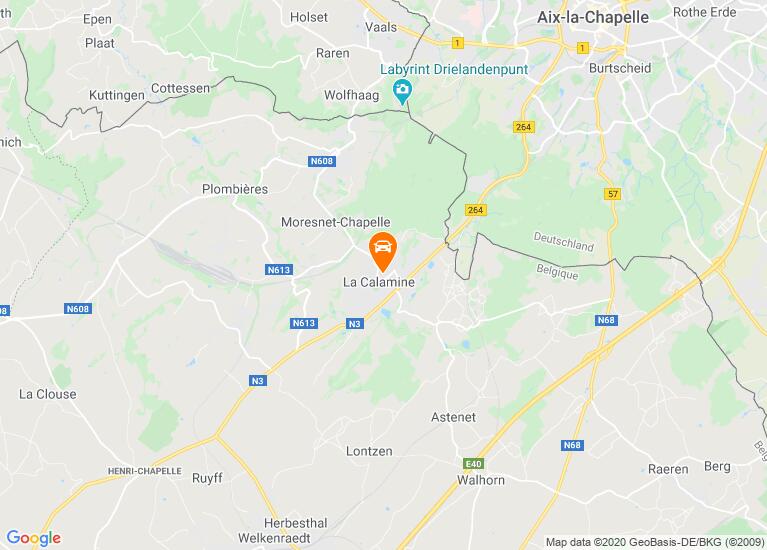 Holset
Epen
Vaals
Aix-la-Chapelle
Rothe Erde
Plaat
Raren
1
1
Labyrint Drielandenpunt
Burtscheid
Cottessen
Kuttingen
Wolfhaag
264
nich
N608
Plombières
57
264
Moresnet-Chapelle
Deutschland
Belgique
N613
La Calamine
08
N608
N613
N3
N68
N3
La Clouse
Astenet
N68
Lontzen
E40
HENRI-CHAPELLE
Ruyff
Walhorn
Raeren
Berg
Belg
Herbesthal
Welkenraedt
Google
Map data ©2020 GeoBasis-DE/BKG (©2009)